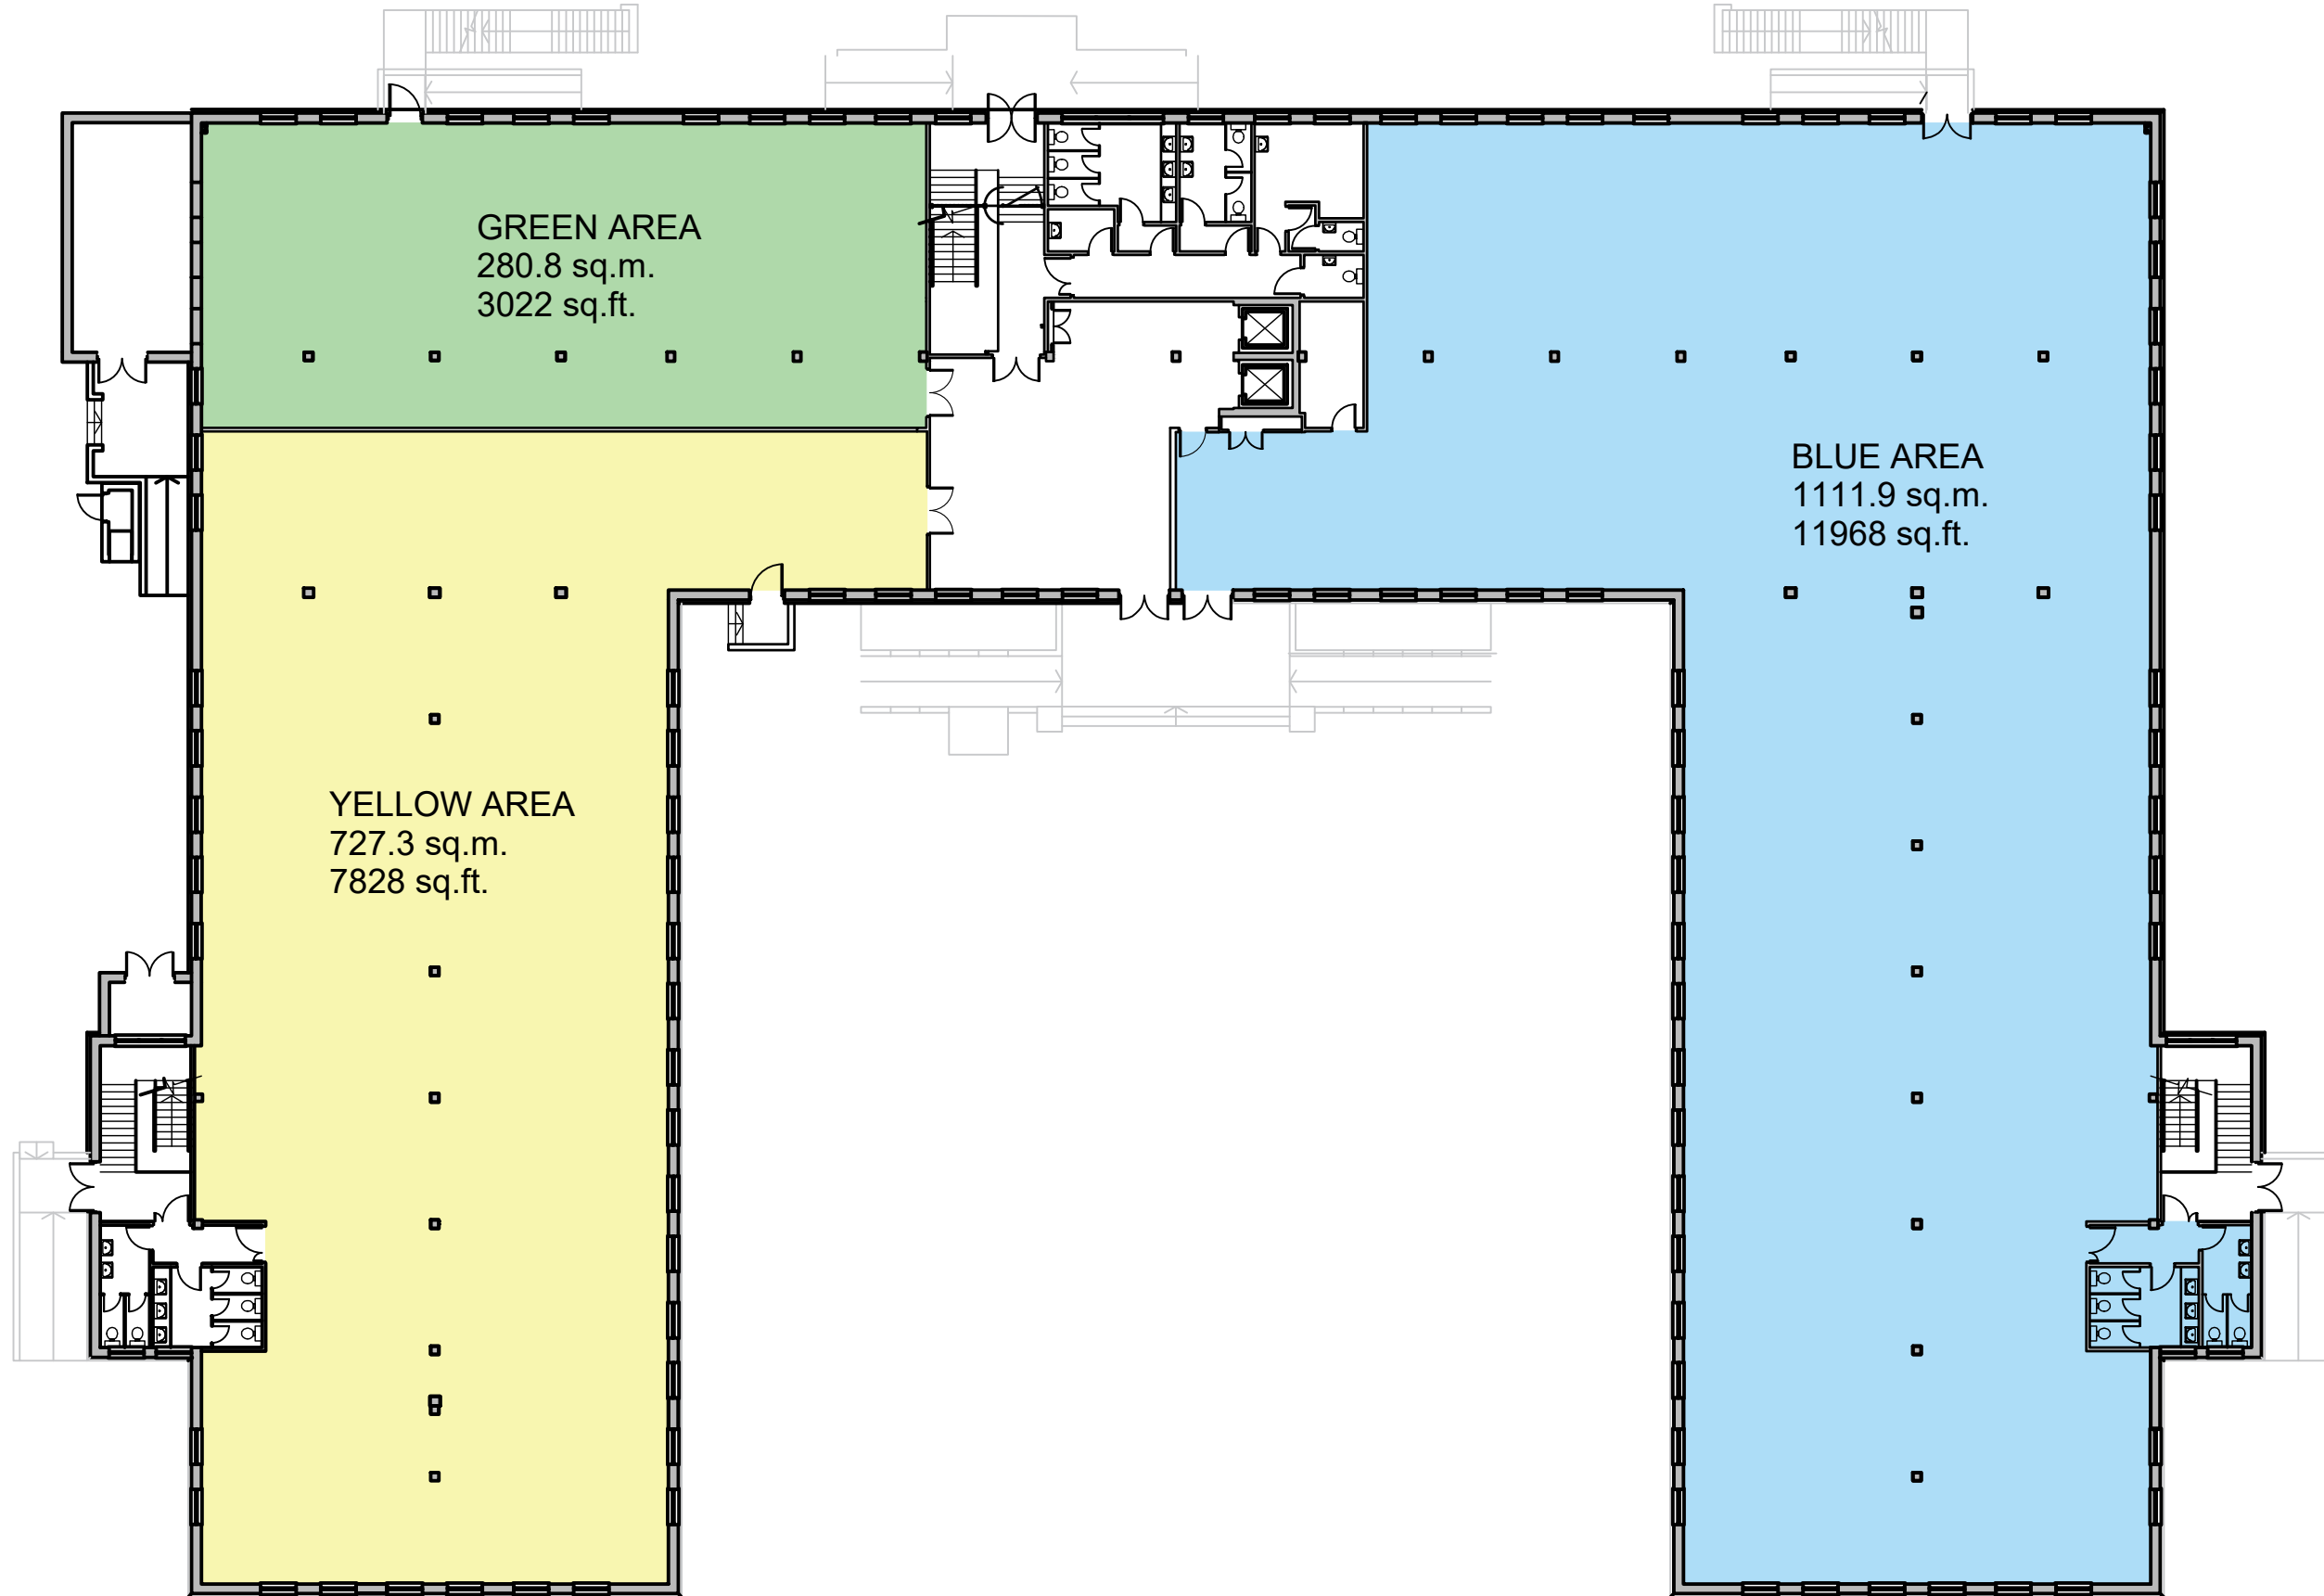 GREEN AREA
280.8 sq.m.
3022 sq.ft.
BLUE AREA
1111.9 sq.m.
11968 sq.ft.
YELLOW AREA
727.3 sq.m.
7828 sq.ft.